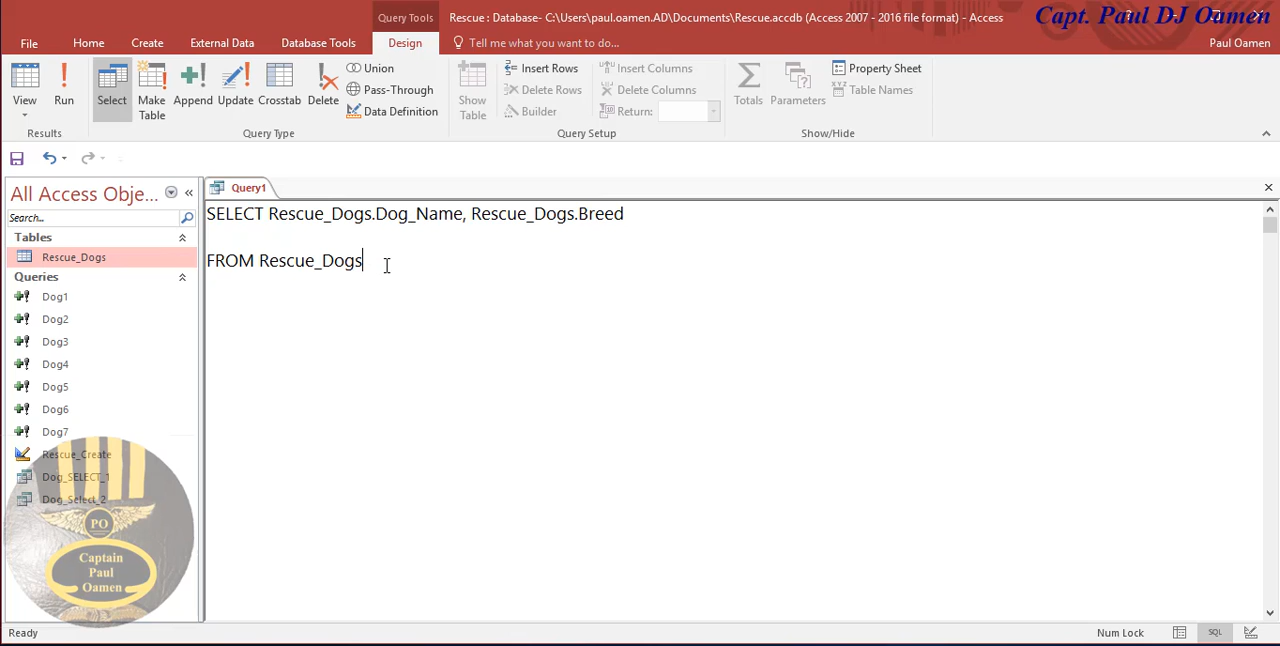 Query Tools
Rescue : Database- C:\Users\paul.oamen.AD\Documents\Rescue.accdb (Access 2007 - 2016 file format) - Access
Capt. Paul DJ Oamen
File Home Create External Data Database Tools Design Tell me what you want to do... Paul Oamen
View Run Select Make Table Append Update Crosstab Delete
Union
Pass-Through
Data Definition
Show Table
Insert Rows
Delete Rows
Builder
Insert Columns
Delete Columns
Return:
Totals Parameters
Property Sheet
Table Names
Results Query Type Query Setup Show/Hide
All Access Obje... «
Search...
Tables
Rescue_Dogs
Queries
Dog1
Dog2
Dog3
Dog4
Dog5
Dog6
Dog7
Rescue_Create
Dog_SELECT_1
Dog_Select_2
PO
Captain
Paul
Oamen
Query1
SELECT Rescue_Dogs.Dog_Name, Rescue_Dogs.Breed
FROM Rescue_Dogs
Ready Num Lock SQL